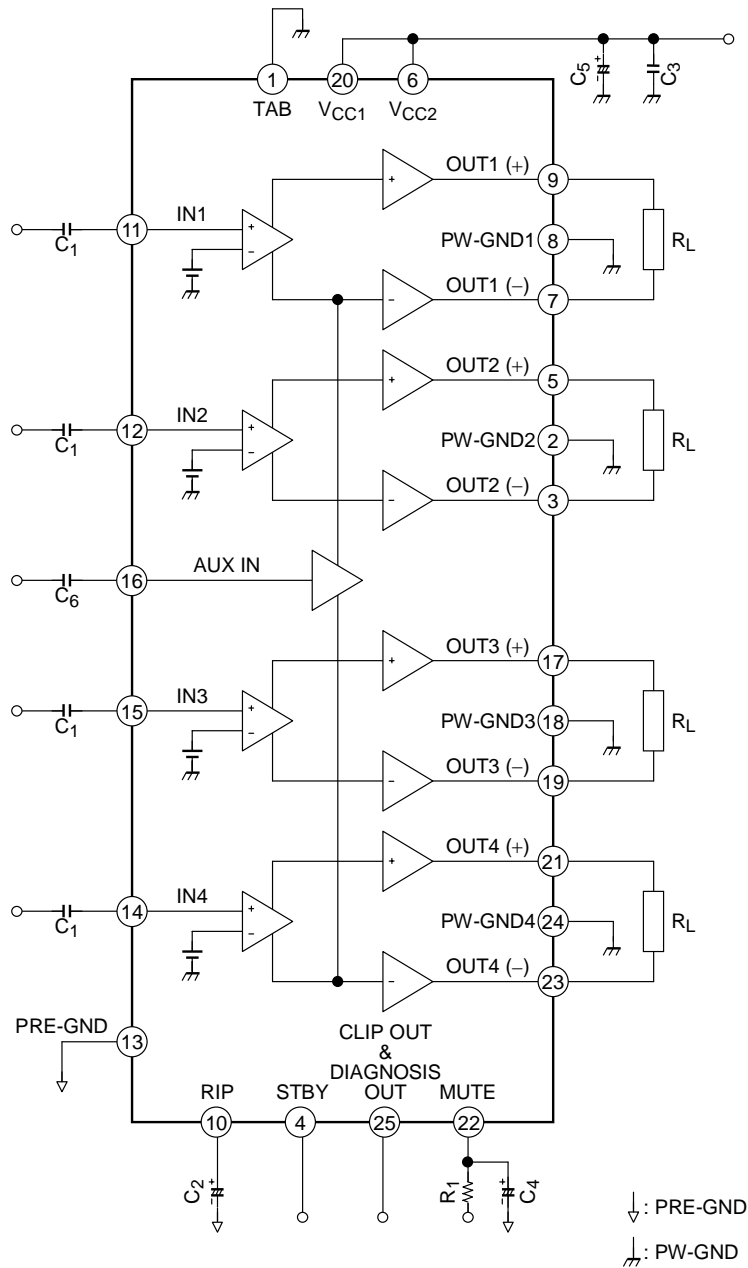 C5
C3
1
20
6
TAB
VCC1
VCC2
OUT1 (+)
9
IN1
11
C1
PW-GND1
8
RL
OUT1 (−)
7
OUT2 (+)
5
IN2
12
C1
PW-GND2
2
RL
OUT2 (−)
3
AUX IN
16
C6
OUT3 (+)
17
IN3
15
C1
PW-GND3
18
RL
OUT3 (−)
19
OUT4 (+)
21
IN4
14
C1
PW-GND4
24
RL
OUT4 (−)
23
PRE-GND
13
CLIP OUT
&
DIAGNOSIS
RIP
STBY
OUT
MUTE
10
4
25
22
C2
R1
C4
: PRE-GND
: PW-GND